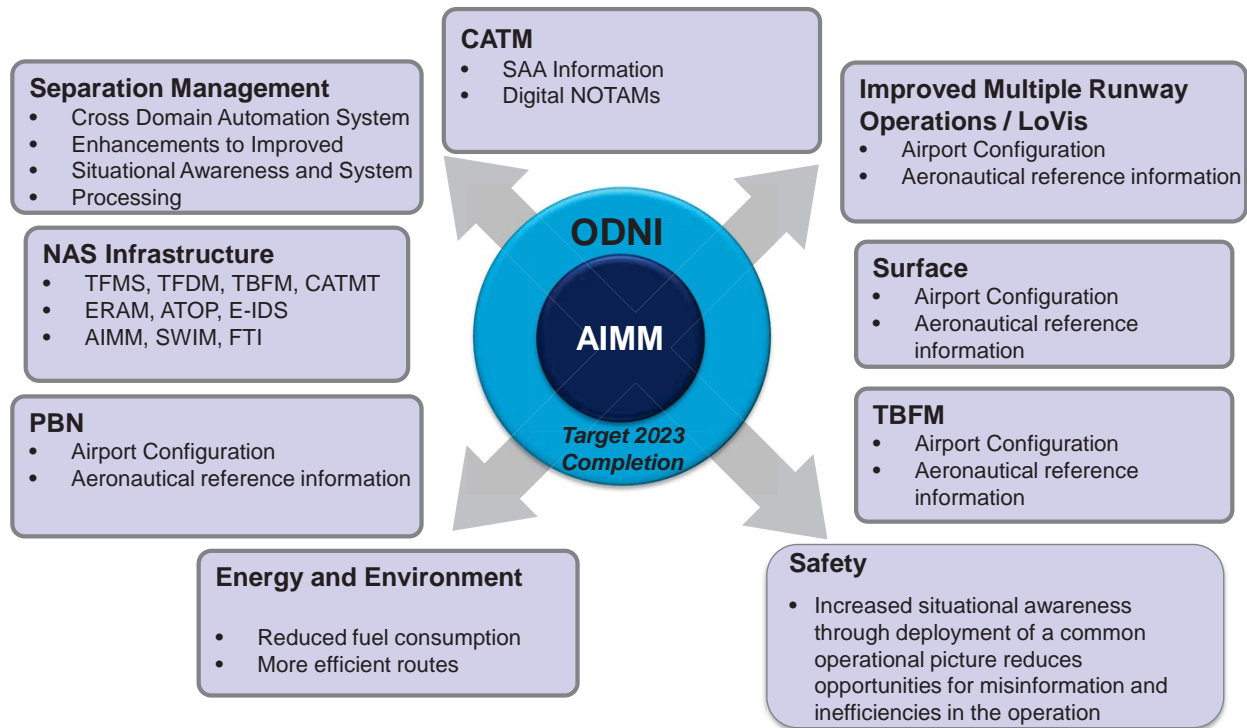 CATM
• SAA Information
• Digital NOTAMs
Separation Management
• Cross Domain Automation System
• Enhancements to Improved
• Situational Awareness and System
• Processing
Improved Multiple Runway
Operations / LoVis
• Airport Configuration
• Aeronautical reference information
NAS Infrastructure
• TFMS, TFDM, TBFM, CATMT
• ERAM, ATOP, E-IDS
• AIMM, SWIM, FTI
ODNI
AIMM
Target 2023
Completion
Surface
• Airport Configuration
• Aeronautical reference
information
PBN
• Airport Configuration
• Aeronautical reference information
TBFM
• Airport Configuration
• Aeronautical reference
information
Energy and Environment
• Reduced fuel consumption
• More efficient routes
Safety
• Increased situational awareness
through deployment of a common
operational picture reduces
opportunities for misinformation and
inefficiencies in the operation